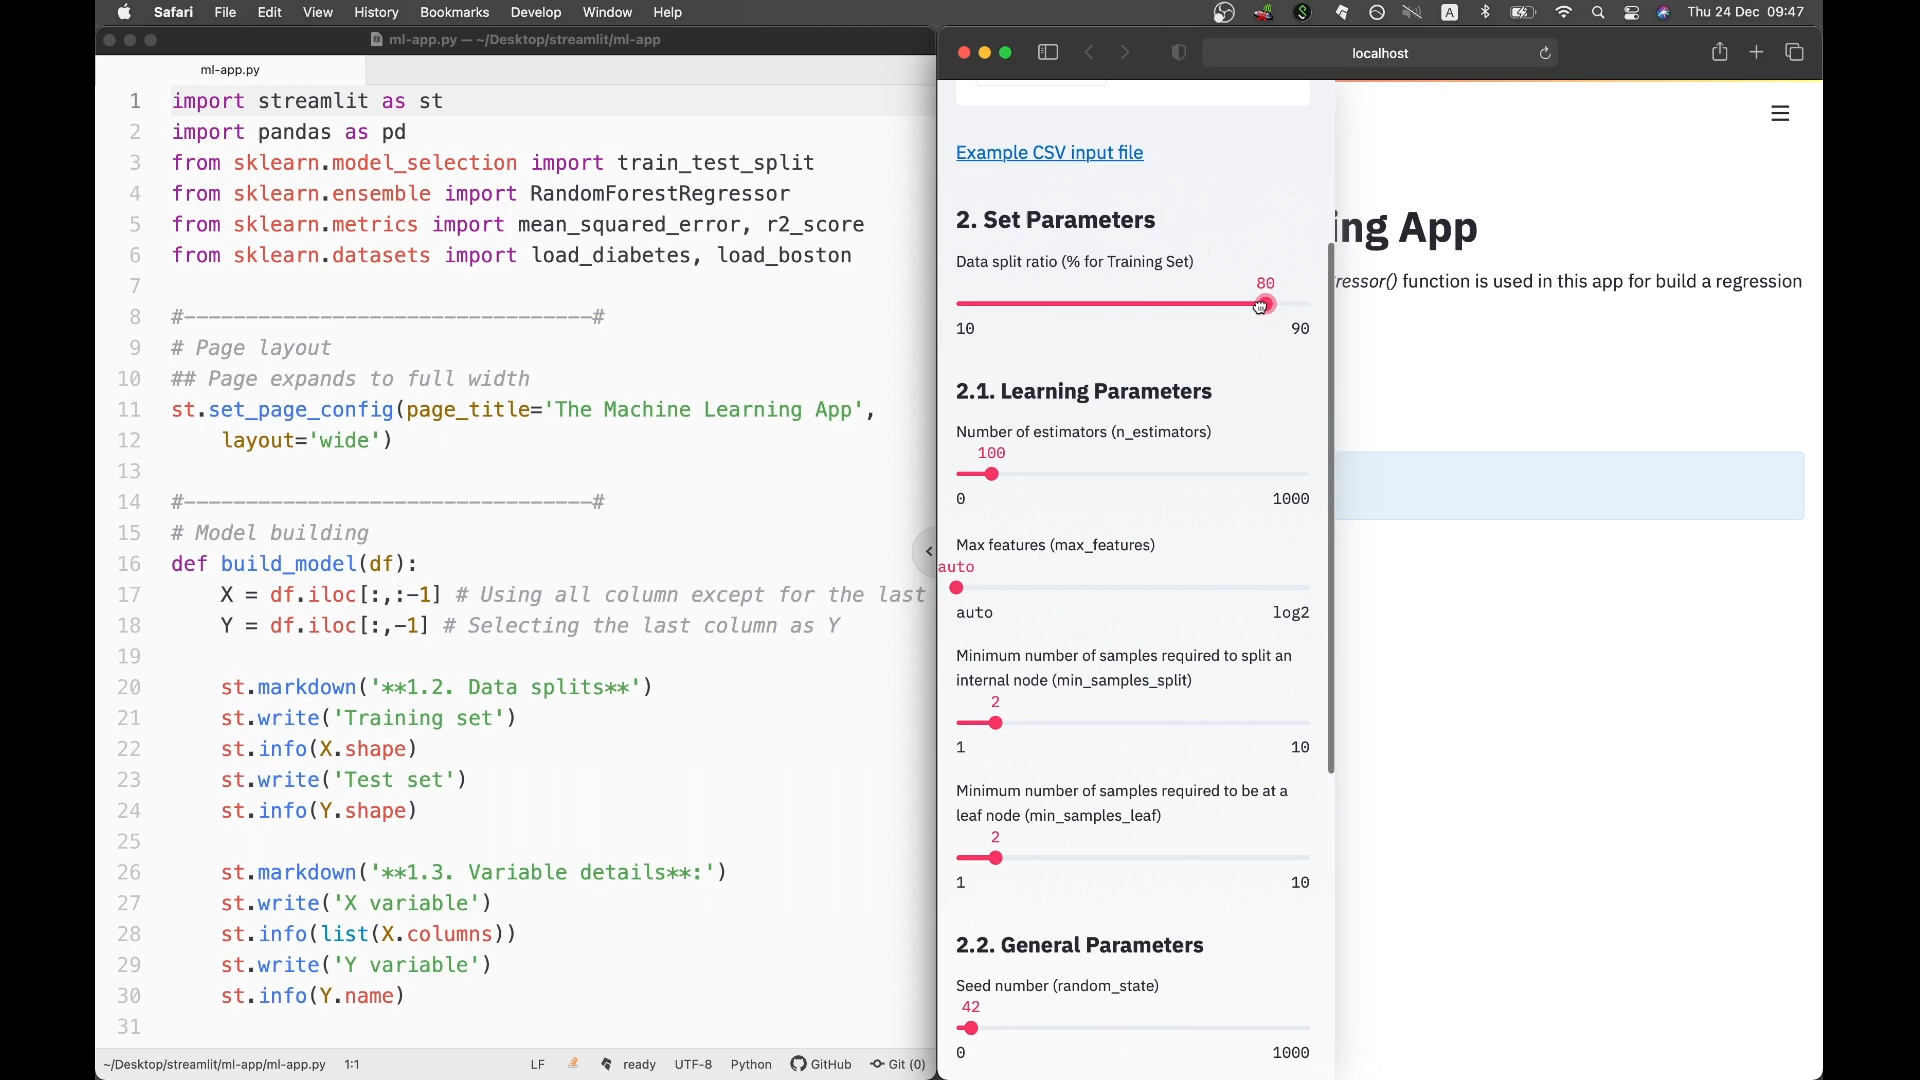 Safari File Edit View History Bookmarks Develop Window Help
A
Thu 24 Dec 09:47
ml-app.py — ~/Desktop/streamlit/ml-app
ml-app.py
1 import streamlit as st
2 import pandas as pd
3 from sklearn.model_selection import train_test_split
4 from sklearn.ensemble import RandomForestRegressor
5 from sklearn.metrics import mean_squared_error, r2_score
6 from sklearn.datasets import load_diabetes, load_boston
7
8 #---------------------------------#
9 # Page layout
10 ## Page expands to full width
11 st.set_page_config(page_title='The Machine Learning App',
12 layout='wide')
13
14 #---------------------------------#
15 # Model building
16 def build_model(df):
17 X = df.iloc[:,:-1] # Using all column except for the last
18 Y = df.iloc[:,-1] # Selecting the last column as Y
19
20 st.markdown('**1.2. Data splits**')
21 st.write('Training set')
22 st.info(X.shape)
23 st.write('Test set')
24 st.info(Y.shape)
25
26 st.markdown('**1.3. Variable details**:')
27 st.write('X variable')
28 st.info(list(X.columns))
29 st.write('Y variable')
30 st.info(Y.name)
31
~/Desktop/streamlit/ml-app/ml-app.py 1:1 LF ready UTF-8 Python GitHub Git (0)
localhost
Example CSV input file
2. Set Parameters
Data split ratio (% for Training Set)
80
10 90
2.1. Learning Parameters
Number of estimators (n_estimators)
100
0 1000
Max features (max_features)
auto
auto log2
Minimum number of samples required to split an
internal node (min_samples_split)
2
1 10
Minimum number of samples required to be at a
leaf node (min_samples_leaf)
2
1 10
2.2. General Parameters
Seed number (random_state)
42
0 1000
ing App
ressor() function is used in this app for build a regression